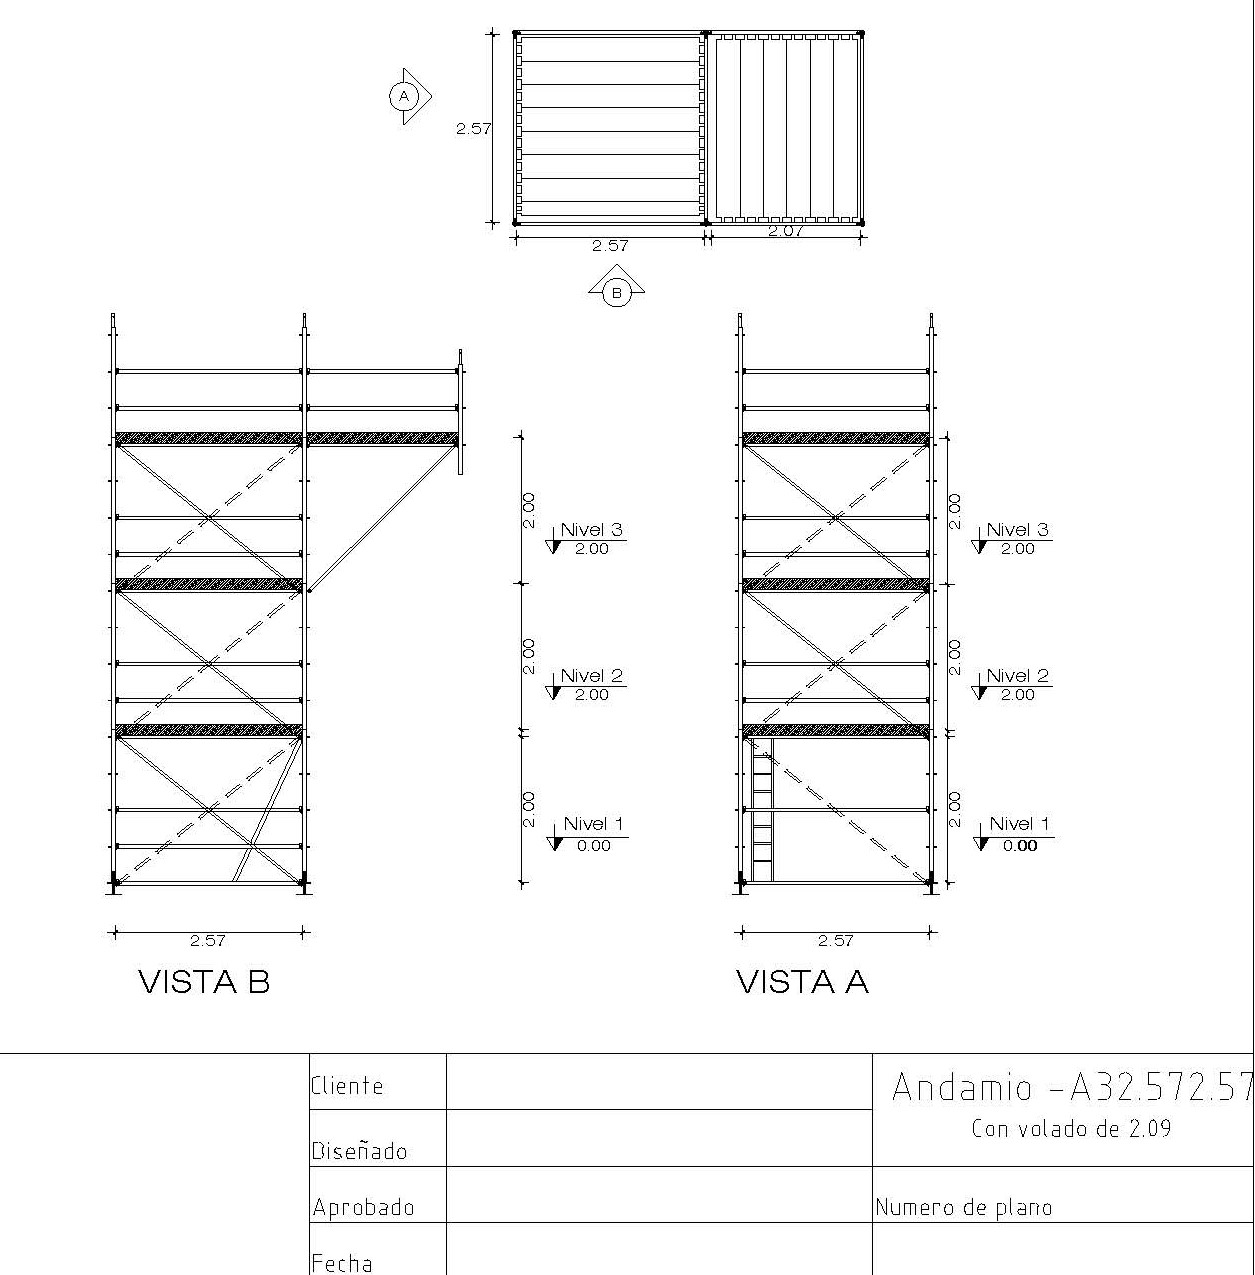 A
2.57
2.07
2.57
B
2.00
Nivel 3
2.00
2.00
Nivel 3
2.00
2.00
Nivel 2
2.00
2.00
Nivel 2
2.00
2.00
Nivel 1
0.00
2.00
Nivel 1
0.00
2.57
2.57
VISTA B
VISTA A
Cliente
Andamio -A32.572.57
Con volado de 2.09
Diseñado
Aprobado
Numero de plano
Fecha